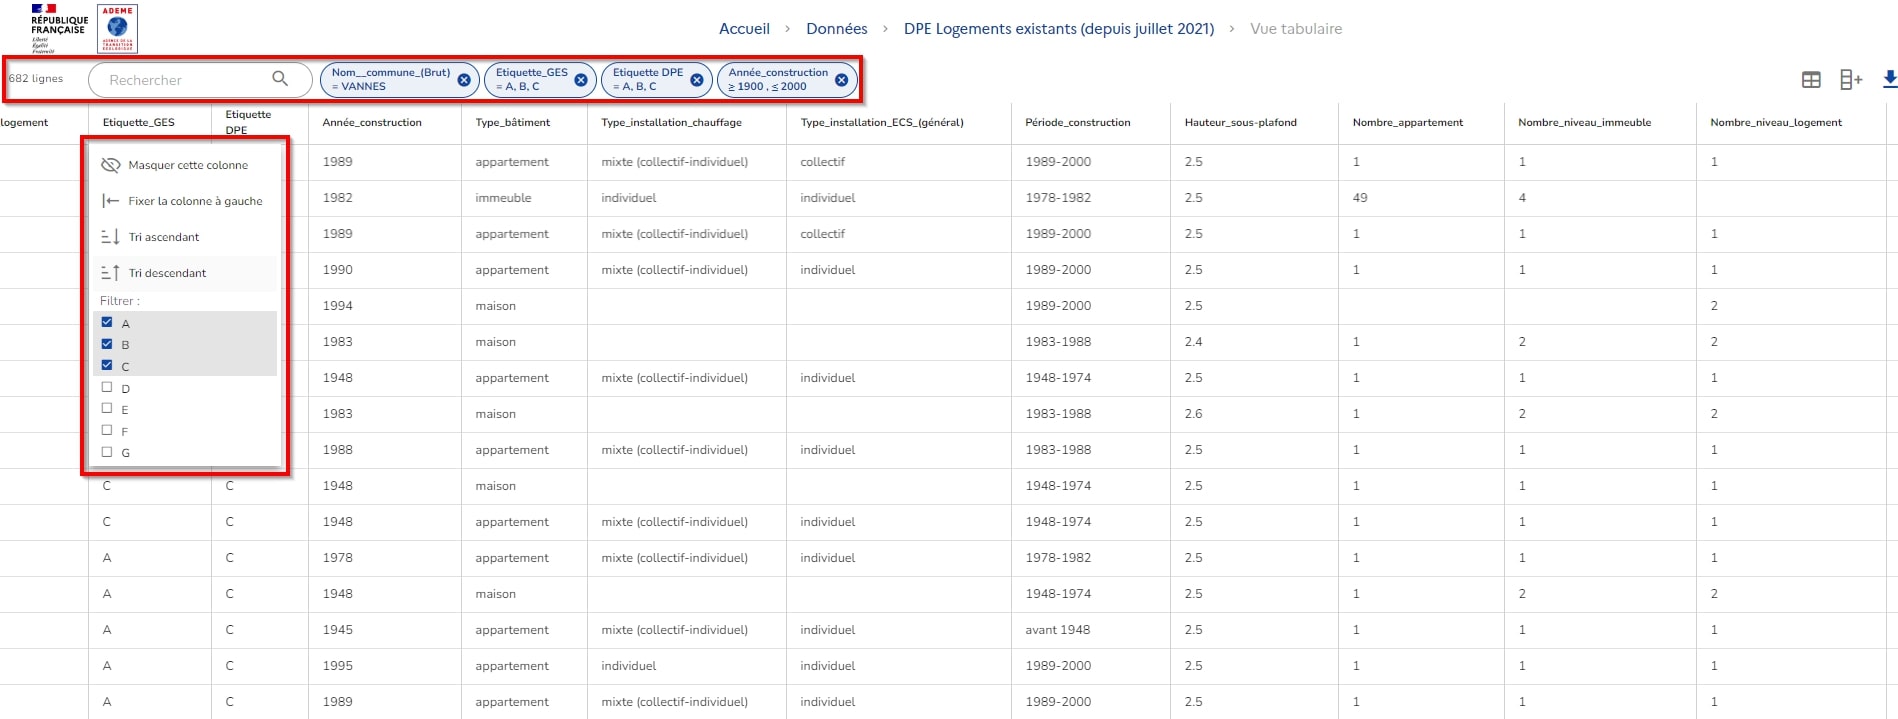 RÉPUBLIQUE
FRANÇAISE
Liberté
Égalité
Fraternité
ADEME
AGENCE DE LA
TRANSITION
ÉCOLOGIQUE
Accueil > Données > DPE Logements existants (depuis juillet 2021) > Vue tabulaire
682 lignes
Rechercher
Nom__commune_(Brut)
= VANNES
Etiquette_GES
= A, B, C
Etiquette DPE
= A, B, C
Année_construction
≥ 1900 , ≤ 2000
logement Etiquette_GES Etiquette DPE Année_construction Type_bâtiment Type_installation_chauffage Type_installation_ECS_(général) Période_construction Hauteur_sous-plafond Nombre_appartement Nombre_niveau_immeuble Nombre_niveau_logement
Masquer cette colonne
Fixer la colonne à gauche
Tri ascendant
Tri descendant
Filtrer :
A
B
C
D
E
F
G
1989 appartement mixte (collectif-individuel) collectif 1989-2000 2.5 1 1 1
1982 immeuble individuel individuel 1978-1982 2.5 49 4
1989 appartement mixte (collectif-individuel) collectif 1989-2000 2.5 1 1 1
1990 appartement mixte (collectif-individuel) individuel 1989-2000 2.5 1 1 1
1994 maison 1989-2000 2.5 2
1983 maison 1983-1988 2.4 1 2 2
1948 appartement mixte (collectif-individuel) individuel 1948-1974 2.5 1 1 1
1983 maison 1983-1988 2.6 1 2 2
1988 appartement mixte (collectif-individuel) individuel 1983-1988 2.5 1 1 1
C C 1948 maison 1948-1974 2.5 1 1 1
C C 1948 appartement mixte (collectif-individuel) individuel 1948-1974 2.5 1 1 1
A C 1978 appartement mixte (collectif-individuel) individuel 1978-1982 2.5 1 1 1
A C 1948 maison 1948-1974 2.5 1 2 2
A C 1945 appartement mixte (collectif-individuel) individuel avant 1948 2.5 1 1 1
A C 1995 appartement individuel individuel 1989-2000 2.5 1 1 1
A C 1989 appartement mixte (collectif-individuel) individuel 1989-2000 2.5 1 1 1